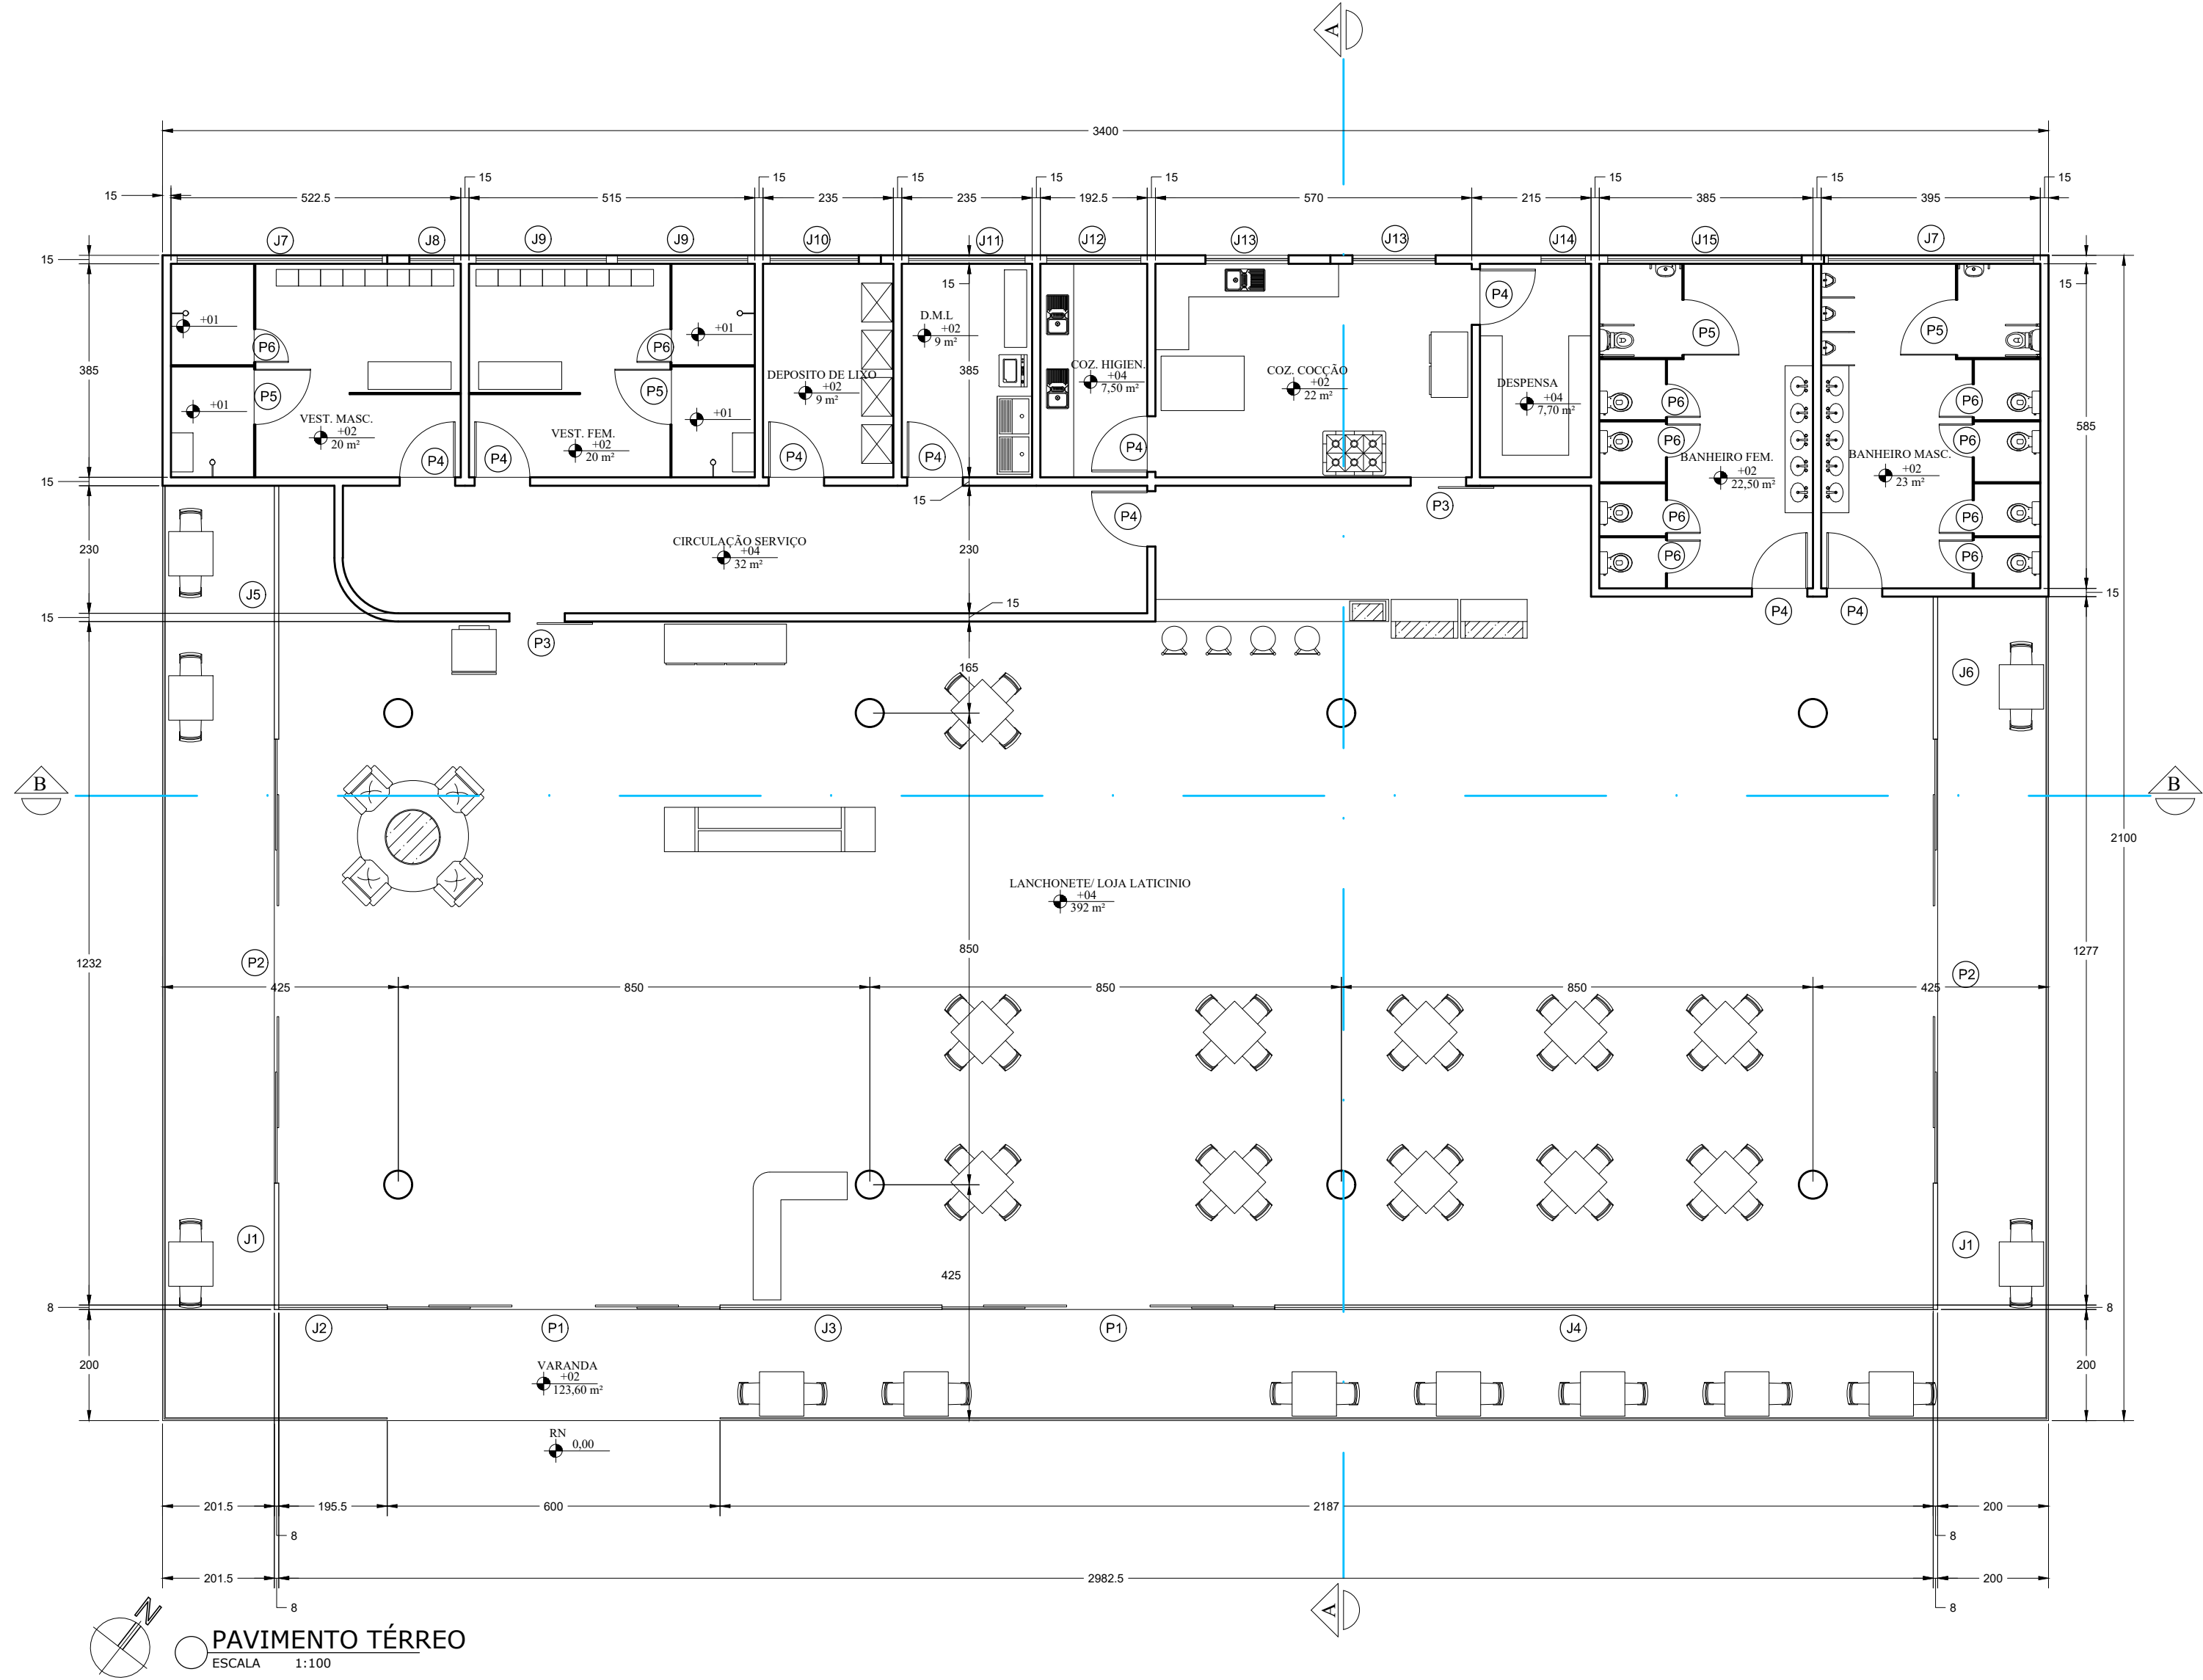 A
3400
15
15
15
15
15
15
15
15
15
522.5
515
235
235
192.5
570
215
385
395
J7
J8
J9
J9
J10
J11
J12
J13
J13
J14
J15
J7
15
15
15
+01
P6
+01
P6
D.M.L
+02
9 m²
P4
P5
P5
385
P5
+01
VEST. MASC.
+02
20 m²
P4
P4
VEST. FEM.
+02
20 m²
P5
+01
DEPOSITO DE LIXO
+02
9 m²
P4
P4
385
COZ. HIGIEN.
+04
7,50 m²
P4
COZ. COCÇÃO
+02
22 m²
DESPENSA
+04
7,70 m²
P6
P6
BANHEIRO FEM.
+02
22,50 m²
P6
P6
BANHEIRO MASC.
+02
23 m²
P6
P6
P6
P6
585
15
15
P4
P3
230
CIRCULAÇÃO SERVIÇO
+04
32 m²
230
J5
15
15
P4
P4
15
P3
165
J6
B
B
2100
LANCHONETE/ LOJA LATICINIO
+04
392 m²
1232
P2
850
1277
P2
425
850
850
850
425
J1
J1
425
8
8
J2
P1
J3
P1
J4
200
VARANDA
+02
123,60 m²
200
RN
0,00
201.5
195.5
600
2187
200
8
8
201.5
2982.5
200
8
8
N
A
PAVIMENTO TÉRREO
ESCALA 1:100